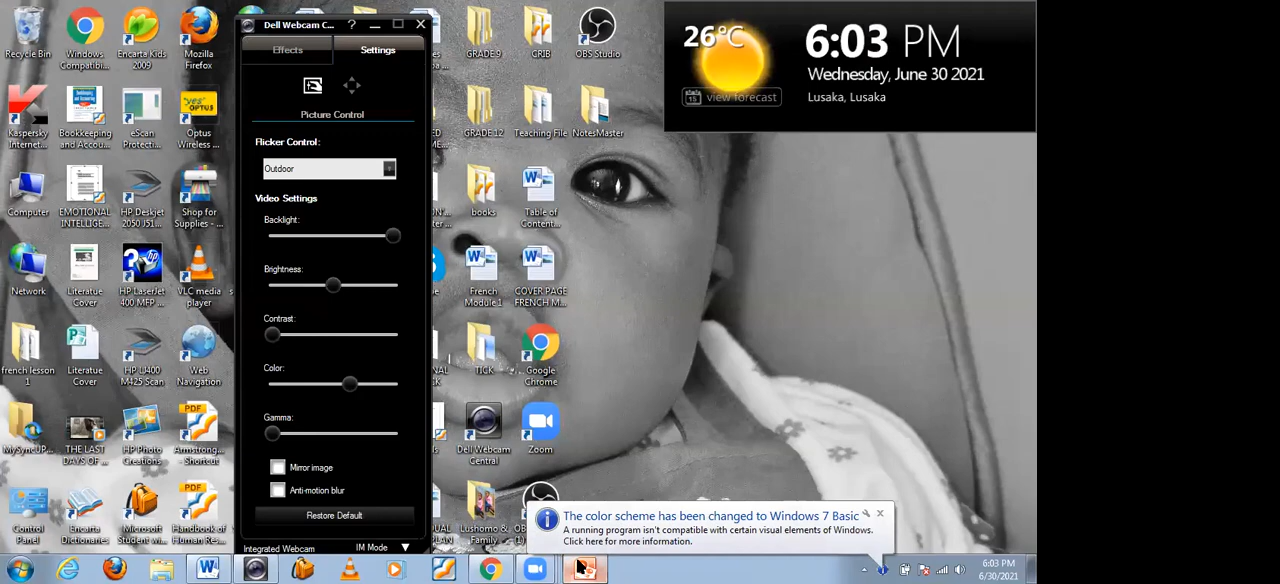 Recycle Bin
Windows Compatibi...
Encarta Kids 2009
Mozilla Firefox
Kaspersky Internet...
Bookkeeping and Accou...
eScan Protecti...
Optus Wireless ...
Computer
EMOTIONAL INTELLIGE...
HP Deskjet 2050 J51...
Shop for Supplies - ...
Network
Literatue Cover
HP LaserJet 400 MFP ...
VLC media player
french lesson 1
Literatue Cover
HP LJ400 M425 Scan
Web Navigation
MySyncUP...
THE LAST DAYS OF ...
HP Photo Creations
Armstrong... - Shortcut
Control Panel
Encarta Dictionaries
Microsoft Student wi...
Handbook of Human Res...
Dell Webcam C...
Effects
Settings
Picture Control
Flicker Control:
Outdoor
Video Settings
Backlight:
Brightness:
Contrast:
Color:
Gamma:
Mirror image
Anti-motion blur
Restore Default
Integrated Webcam
IM Mode
GRADE 9
CRIB
OBS Studio
GRADE 12
Teaching File
NotesMaster
books
Table of Content...
French Module 1
COVER PAGE FRENCH M...
TICK
Google Chrome
Dell Webcam Central
Zoom
Lushomo & Family
26°C
view forecast
6:03 PM
Wednesday, June 30 2021
Lusaka, Lusaka
The color scheme has been changed to Windows 7 Basic
A running program isn't compatible with certain visual elements of Windows.
Click here for more information.
6:03 PM
6/30/2021